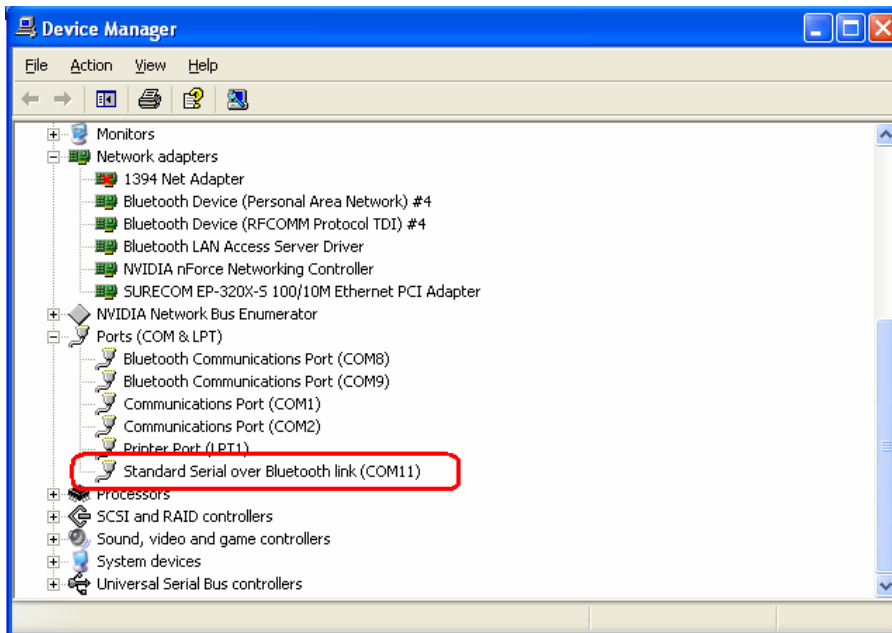 Device Manager
File Action View Help
Monitors
Network adapters
1394 Net Adapter
Bluetooth Device (Personal Area Network) #4
Bluetooth Device (RFCOMM Protocol TDI) #4
Bluetooth LAN Access Server Driver
NVIDIA nForce Networking Controller
SURECOM EP-320X-S 100/10M Ethernet PCI Adapter
NVIDIA Network Bus Enumerator
Ports (COM & LPT)
Bluetooth Communications Port (COM8)
Bluetooth Communications Port (COM9)
Communications Port (COM1)
Communications Port (COM2)
Printer Port (LPT1)
Standard Serial over Bluetooth link (COM11)
Processors
SCSI and RAID controllers
Sound, video and game controllers
System devices
Universal Serial Bus controllers